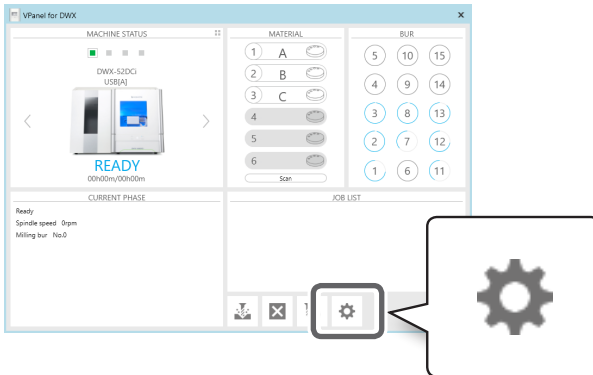 VPanel for DWX
MACHINE STATUS
DWX-52DCi
USB[A]
READY
00h00m/00h00m
MATERIAL
1 A
2 B
3 C
4
5
6
Scan
BUR
5 10 15
4 9 14
3 8 13
2 7 12
1 6 11
CURRENT PHASE
Ready
Spindle speed 0rpm
Milling bur No.0
JOB LIST